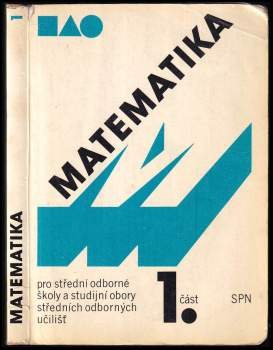 1
MATEMATIKA
MATEMATIKA
pro střední odborné
školy a studijní obory
středních odborných
učilišť
1.
část
SPN